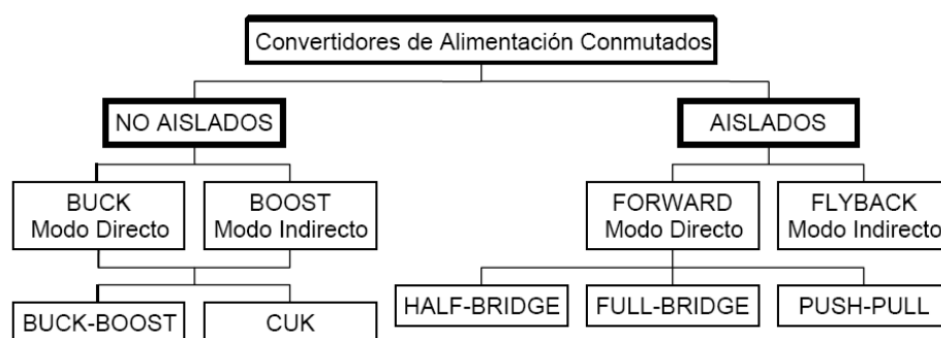 Convertidores de Alimentación Conmutados
NO AISLADOS
AISLADOS
BUCK
Modo Directo
BOOST
Modo Indirecto
FORWARD
Modo Directo
FLYBACK
Modo Indirecto
BUCK-BOOST
CUK
HALF-BRIDGE
FULL-BRIDGE
PUSH-PULL